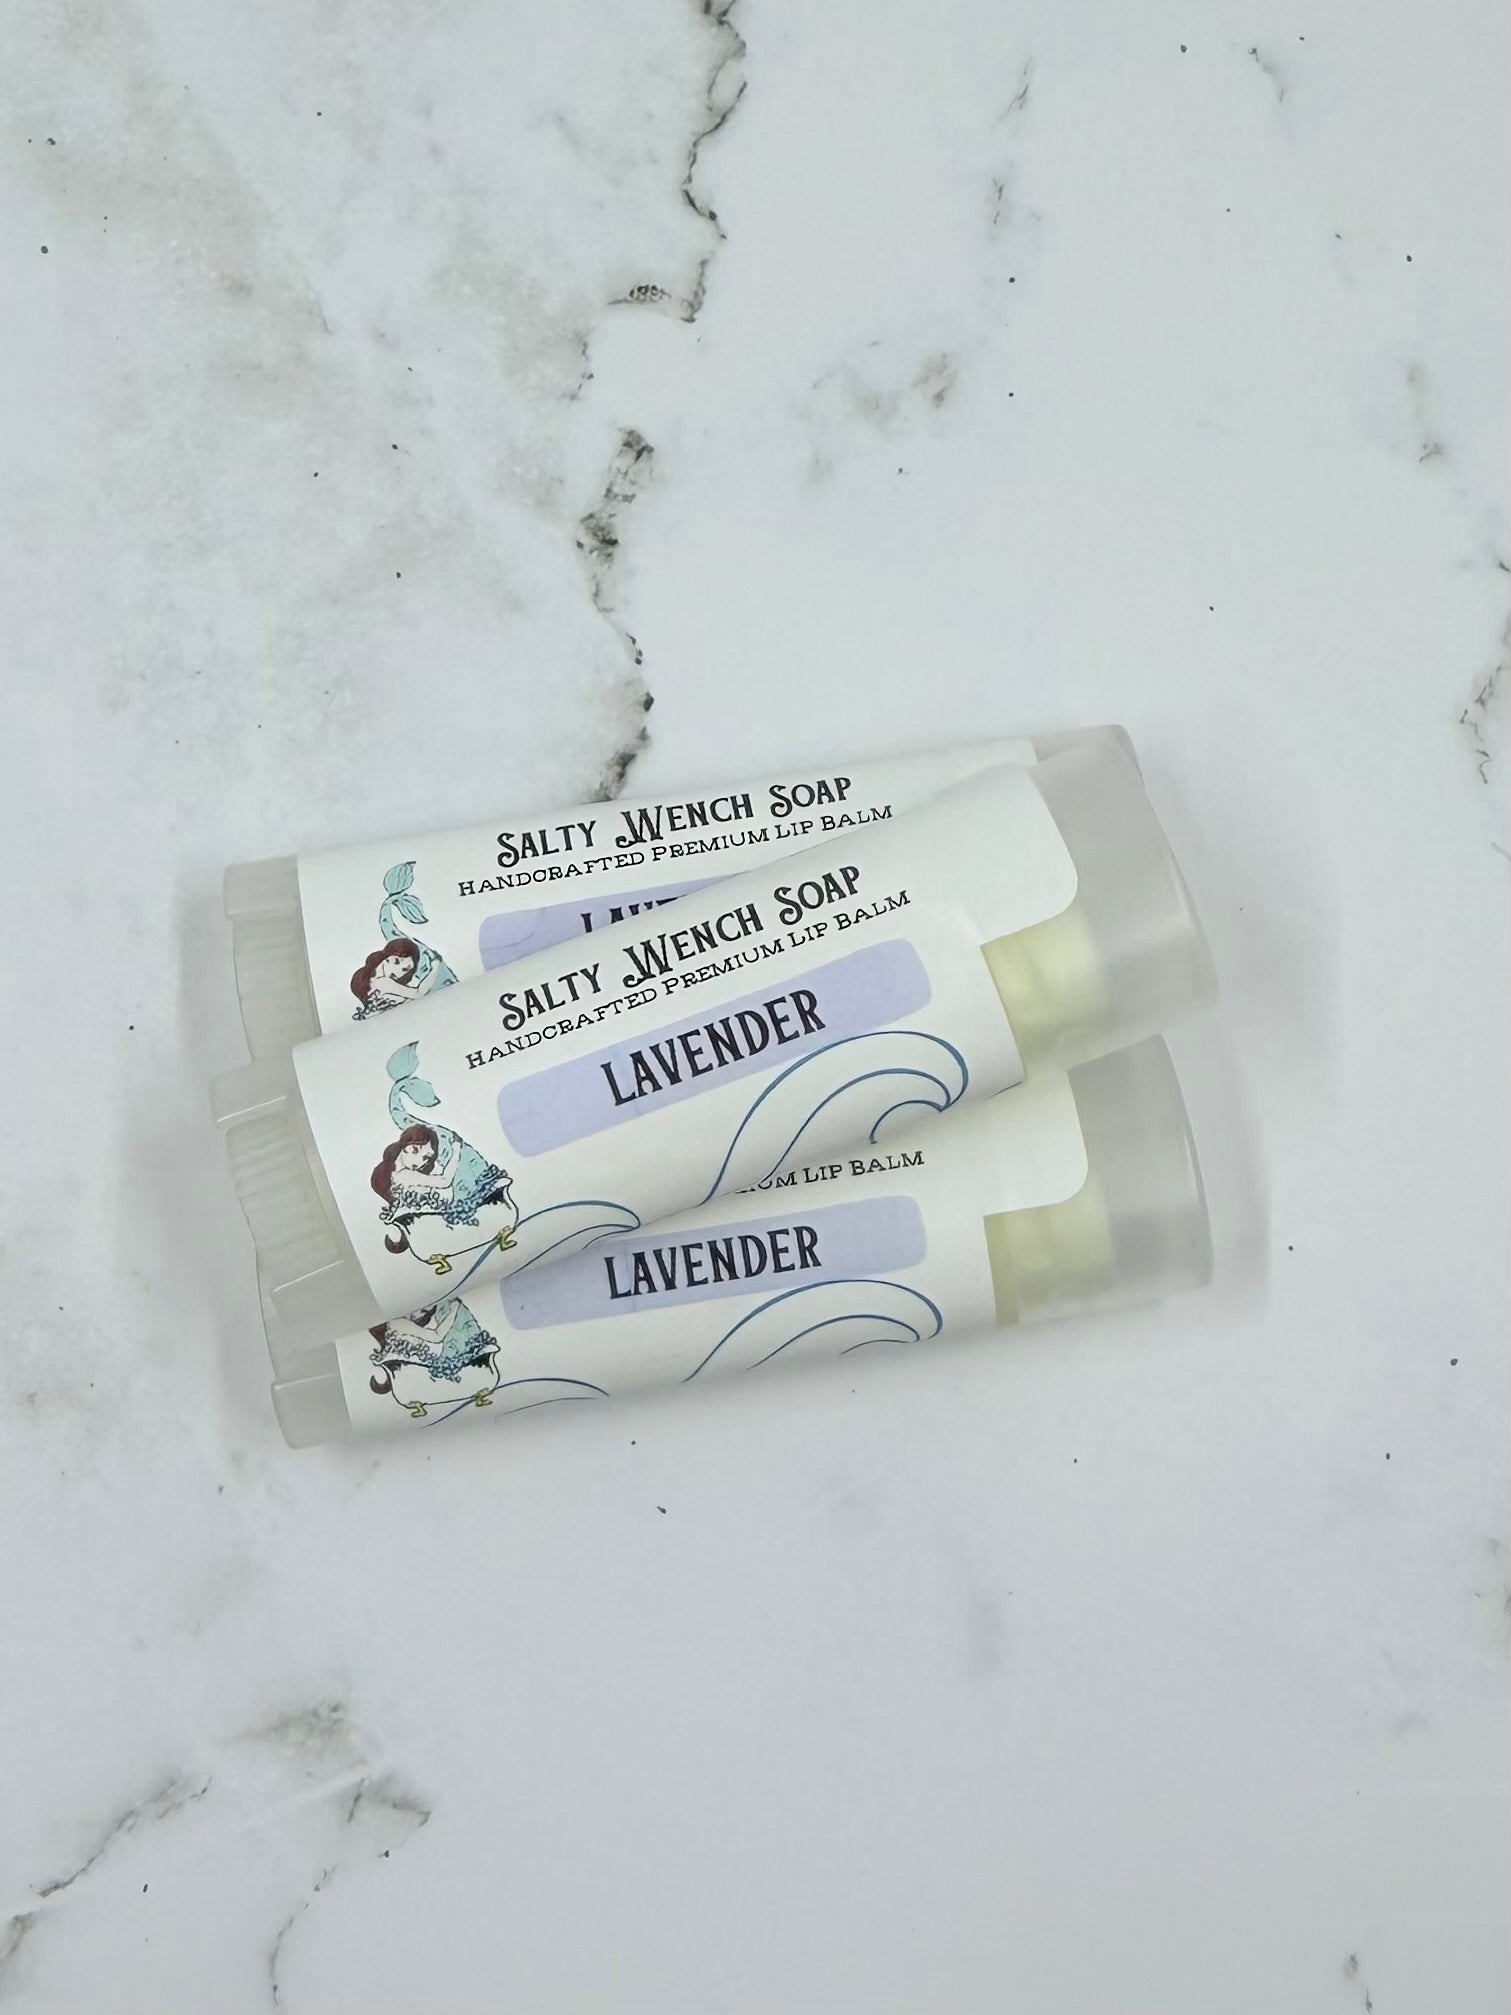 SALTY WENCH SOAP
HANDCRAFTED PREMIUM LIP BALM
SALTY WENCH SOAP
HANDCRAFTED PREMIUM LIP BALM
LAVENDER
LIP BALM
LAVENDER